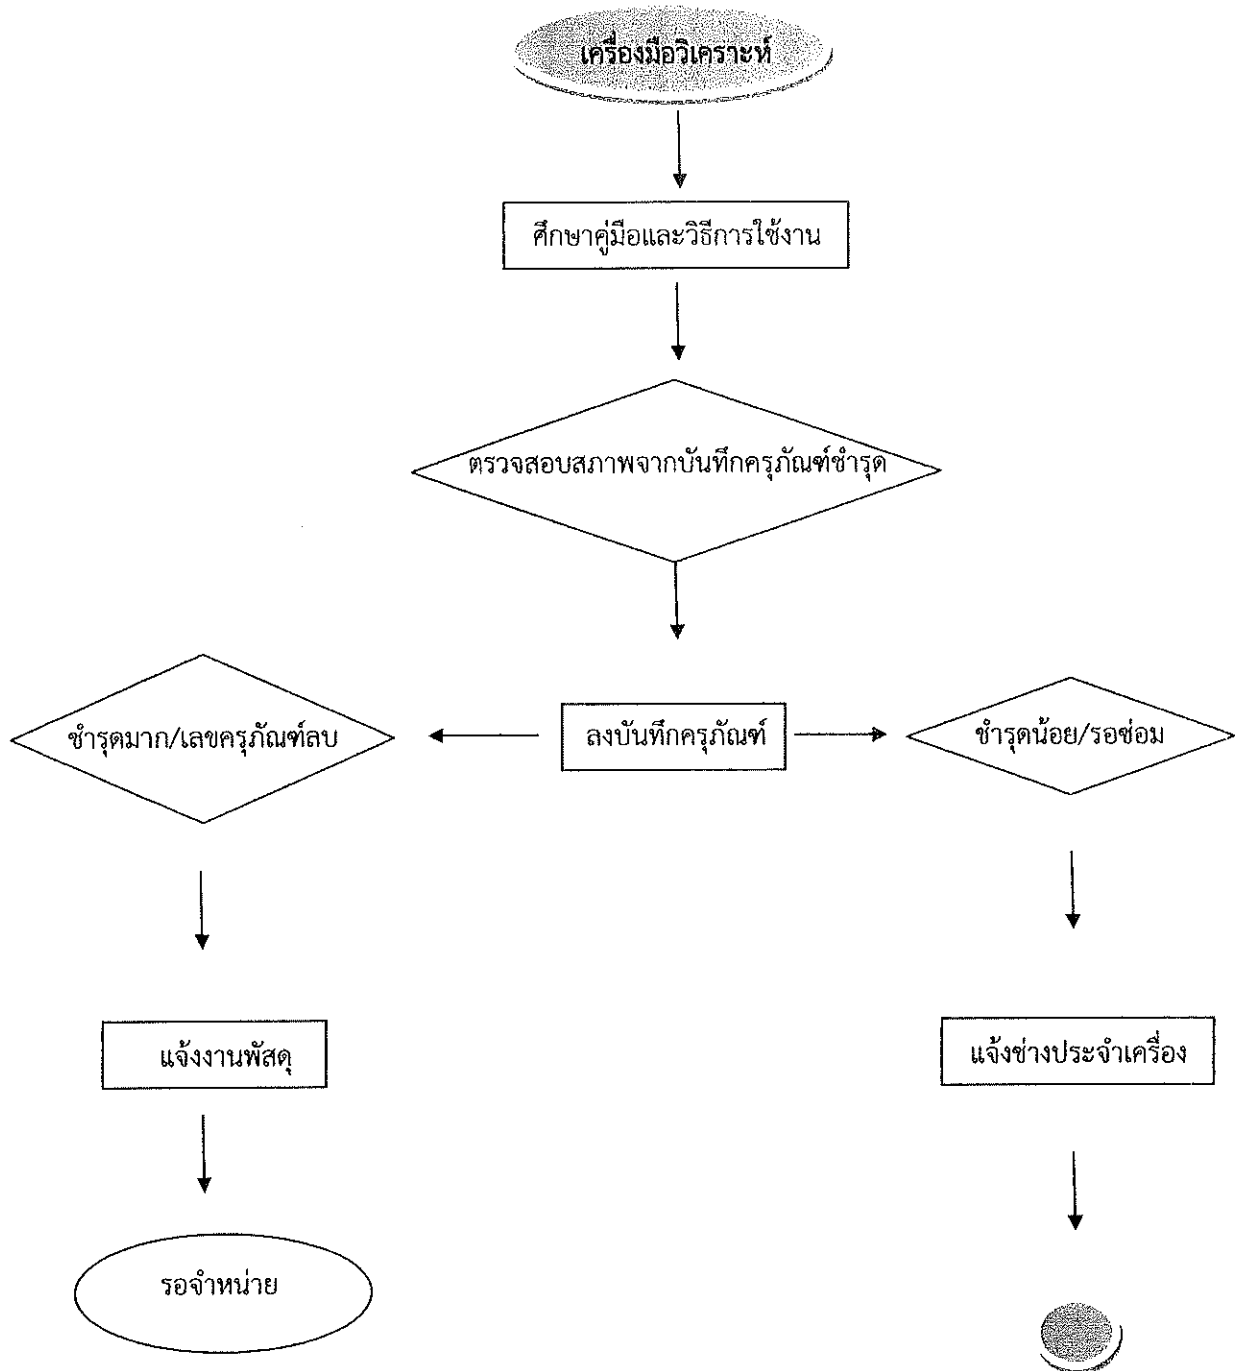 เครื่องมือวิเคราะห์
ศึกษาคู่มือและวิธีการใช้งาน
ตรวจสอบสภาพจากบันทึกครุภัณฑ์ชำรุด
ชำรุดมาก/เลขครุภัณฑ์ลบ
ลงบันทึกครุภัณฑ์
ชำรุดน้อย/รอซ่อม
แจ้งงานพัสดุ
แจ้งช่างประจำเครื่อง
รอจำหน่าย